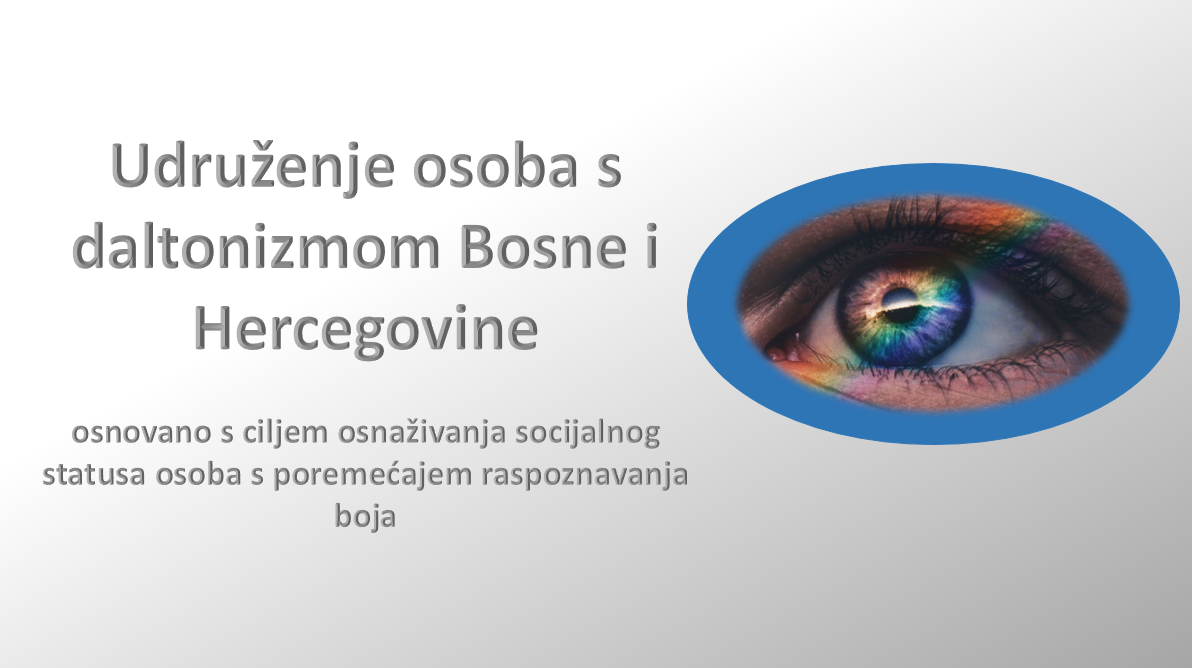 Udruženje osoba s
daltonizmom Bosne i
Hercegovine
osnovano s ciljem osnaživanja socijalnog
statusa osoba s poremećajem raspoznavanja
boja